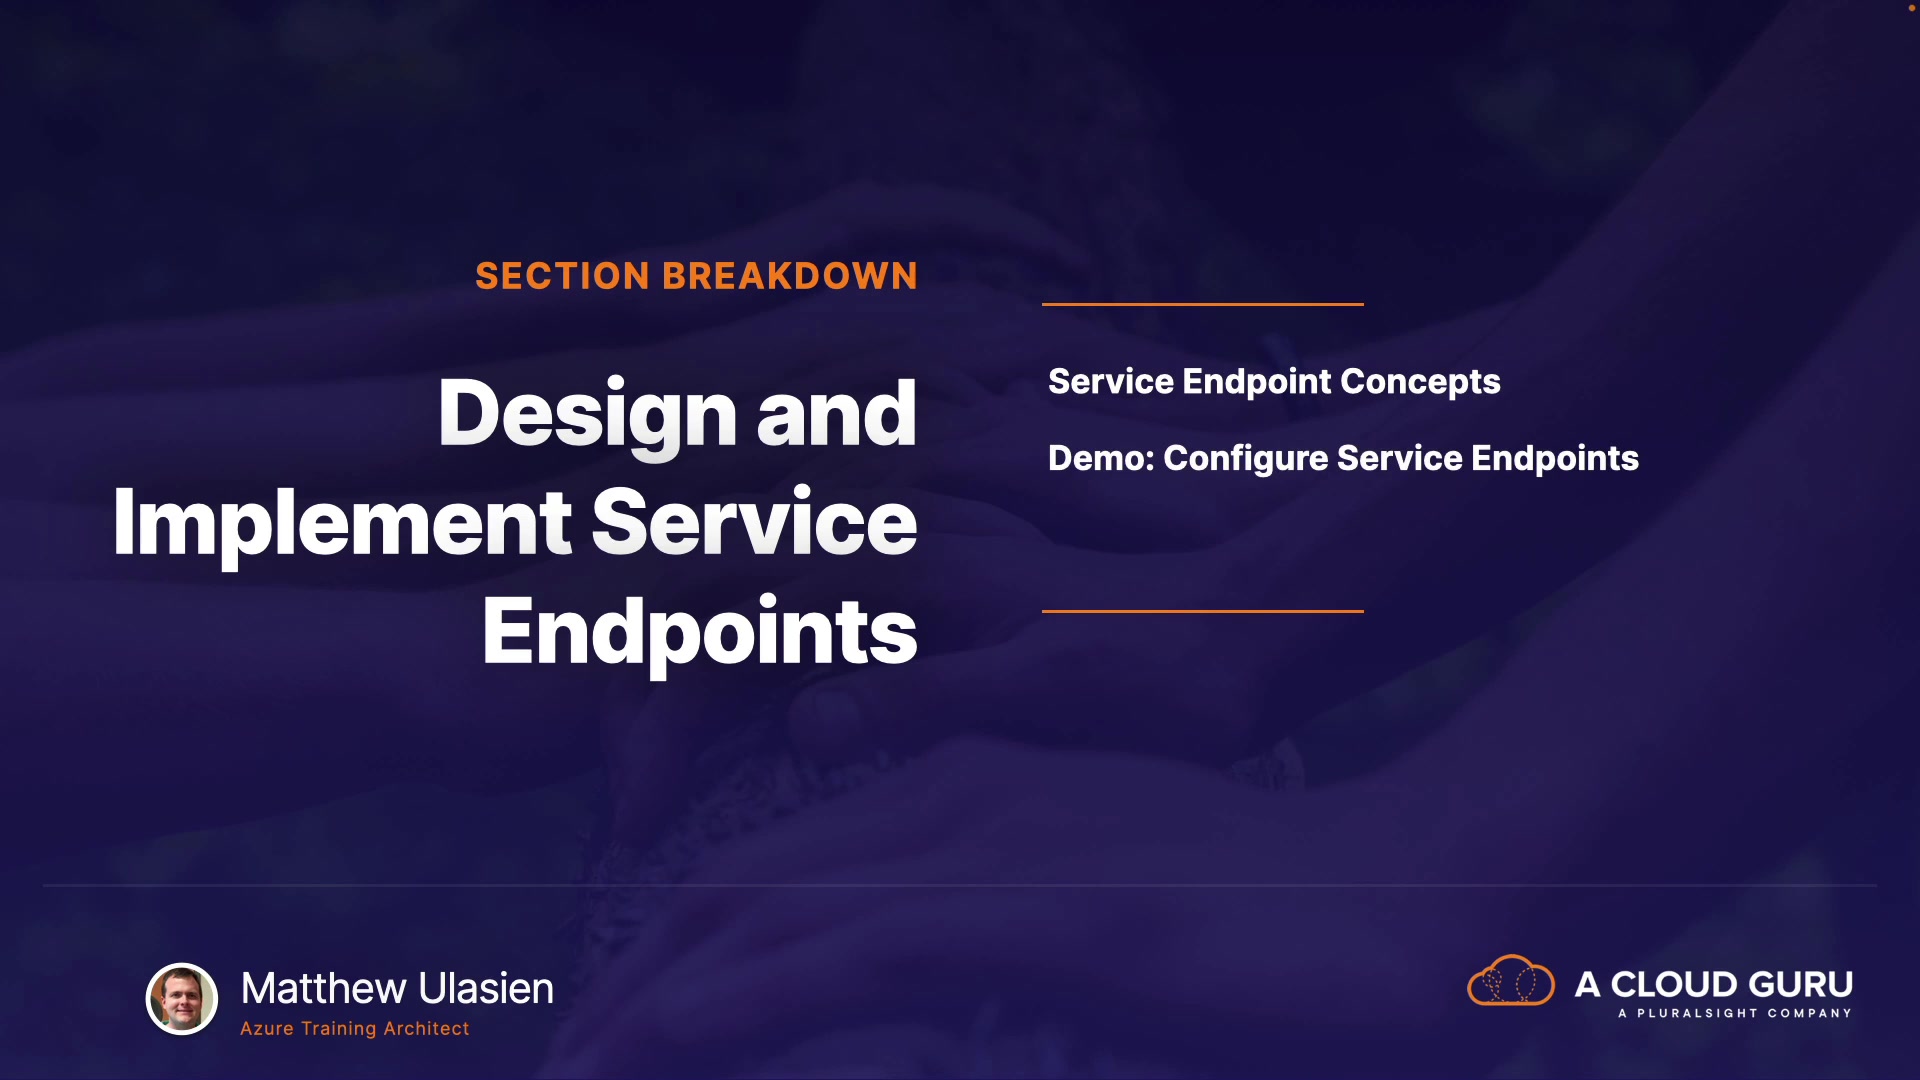 SECTION BREAKDOWN
Design and
Implement Service
Endpoints
Service Endpoint Concepts
Demo: Configure Service Endpoints
Matthew Ulasien
Azure Training Architect
A CLOUD GURU
A PLURALSIGHT COMPANY